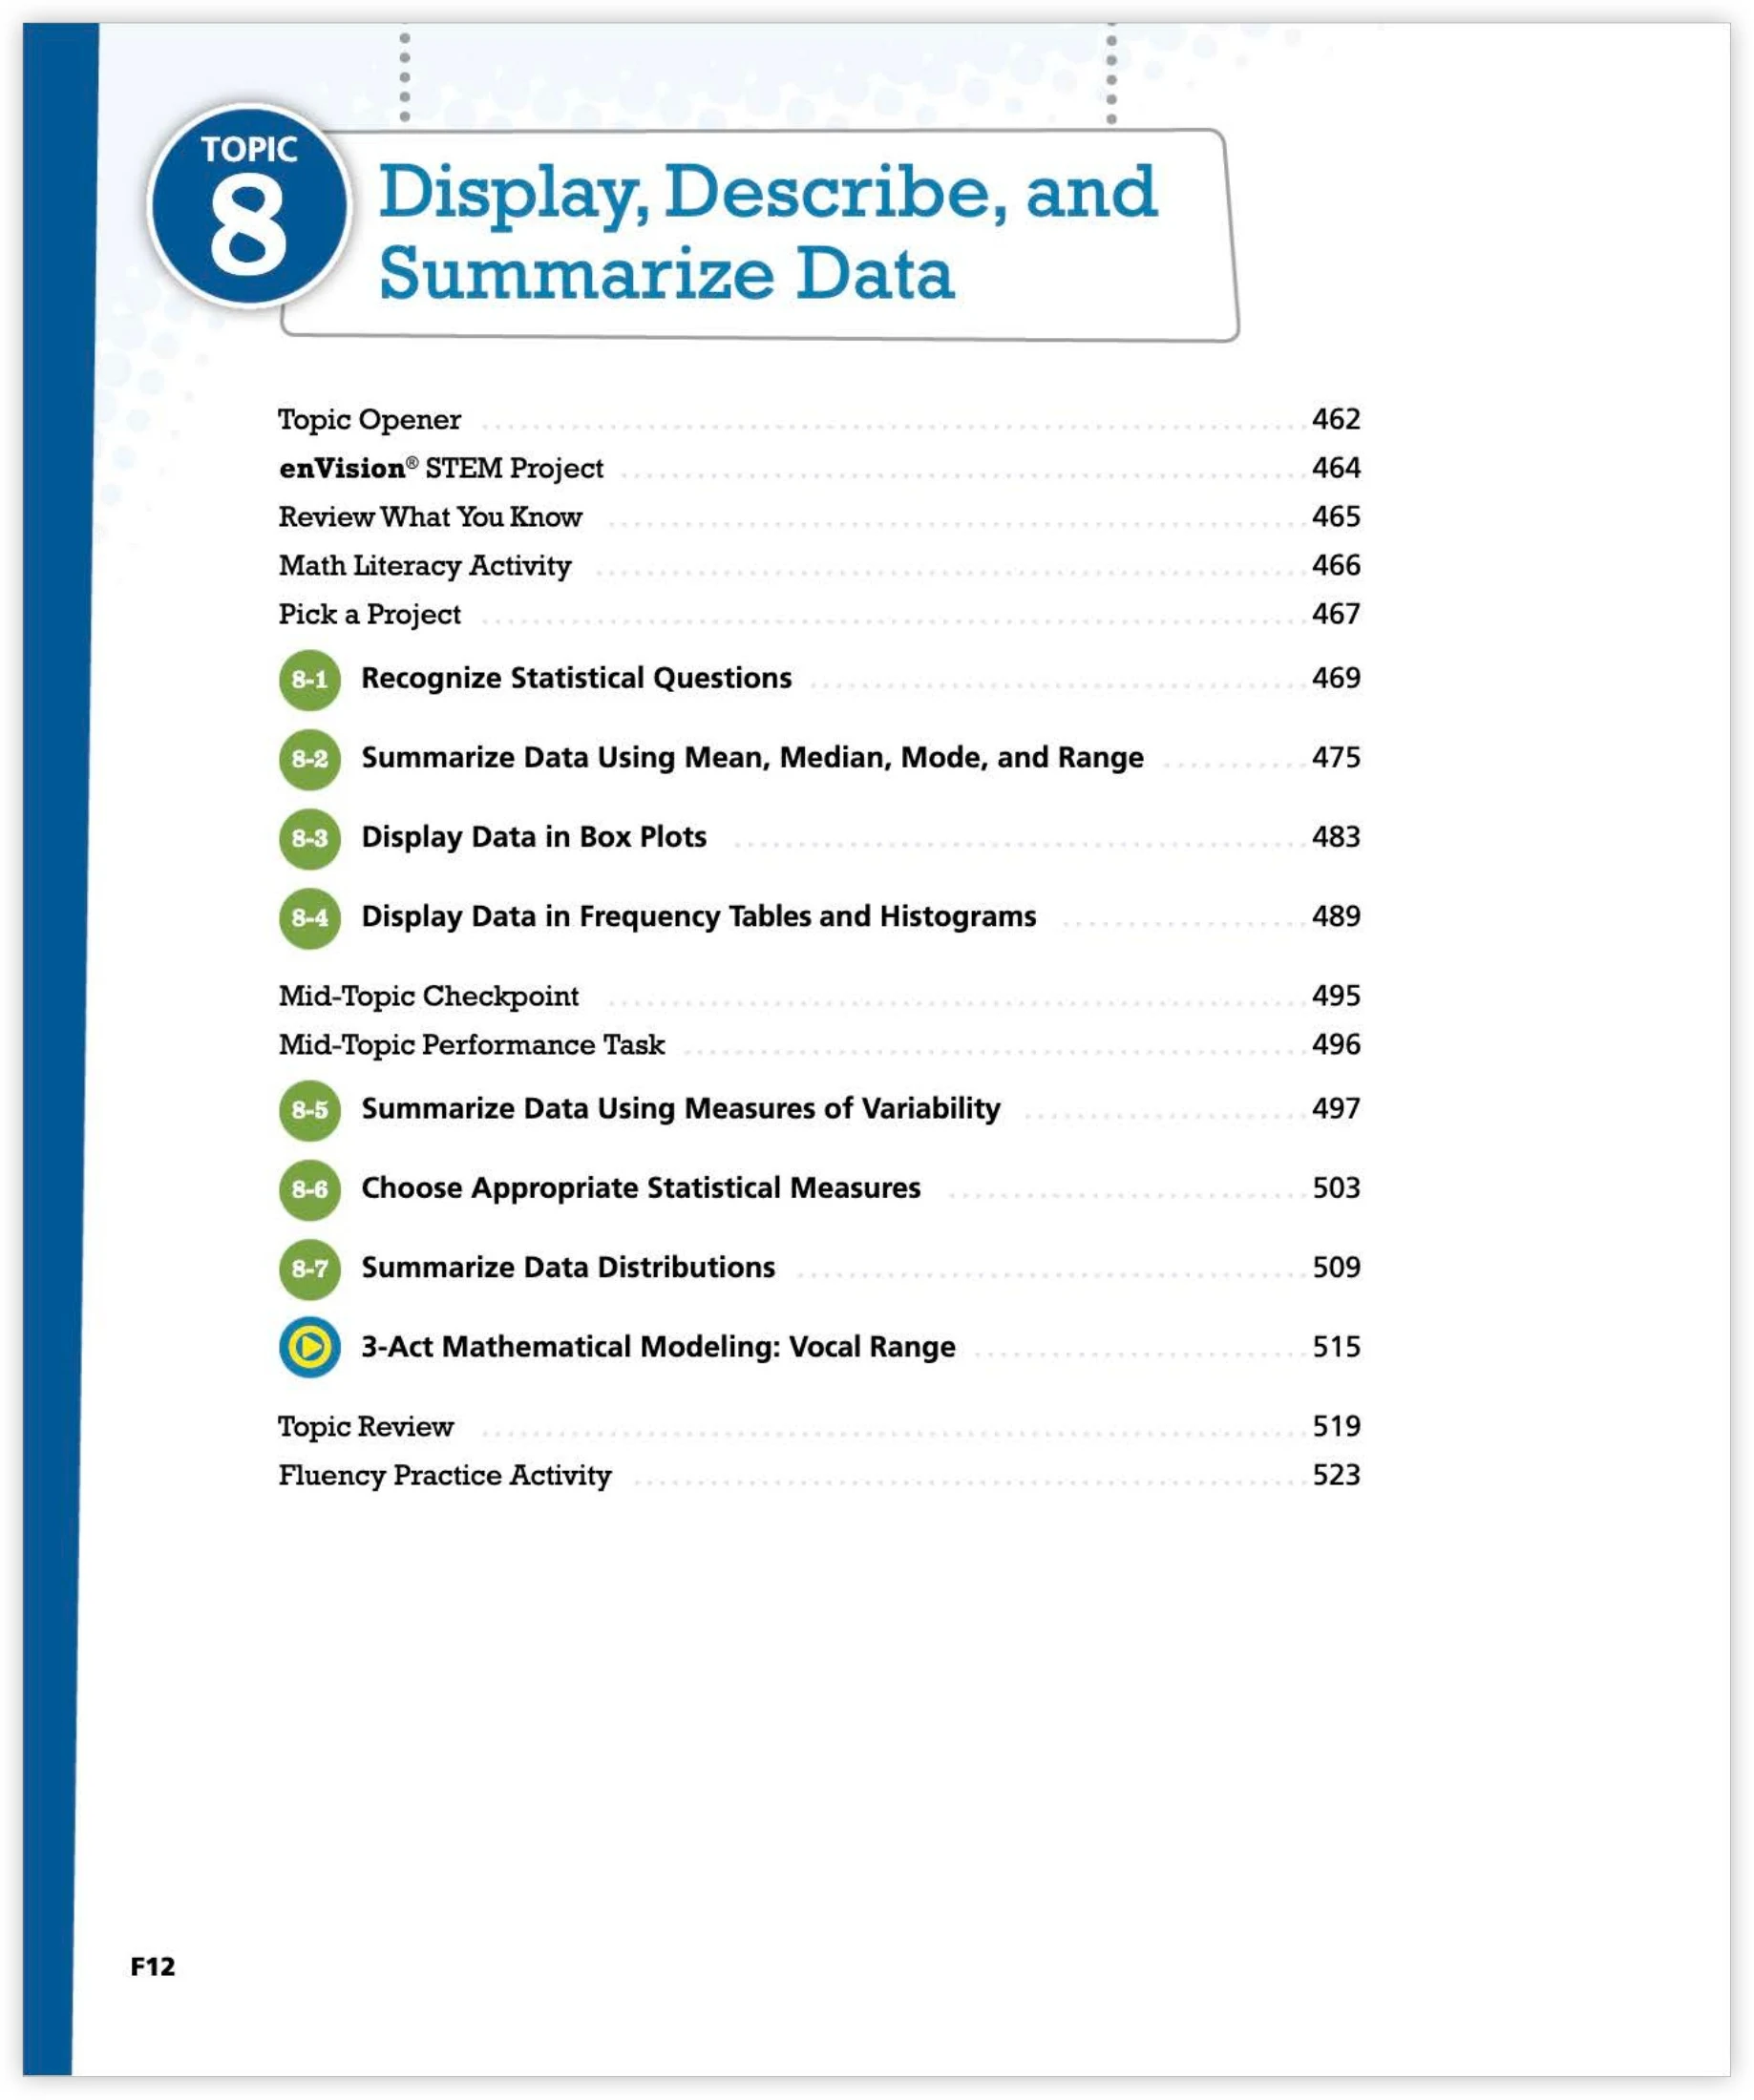 TOPIC
8
Display, Describe, and
Summarize Data
Topic Opener 462
enVision® STEM Project 464
Review What You Know 465
Math Literacy Activity 466
Pick a Project 467
8-1 Recognize Statistical Questions 469
8-2 Summarize Data Using Mean, Median, Mode, and Range 475
8-3 Display Data in Box Plots 483
8-4 Display Data in Frequency Tables and Histograms 489
Mid-Topic Checkpoint 495
Mid-Topic Performance Task 496
8-5 Summarize Data Using Measures of Variability 497
8-6 Choose Appropriate Statistical Measures 503
8-7 Summarize Data Distributions 509
3-Act Mathematical Modeling: Vocal Range 515
Topic Review 519
Fluency Practice Activity 523
F12